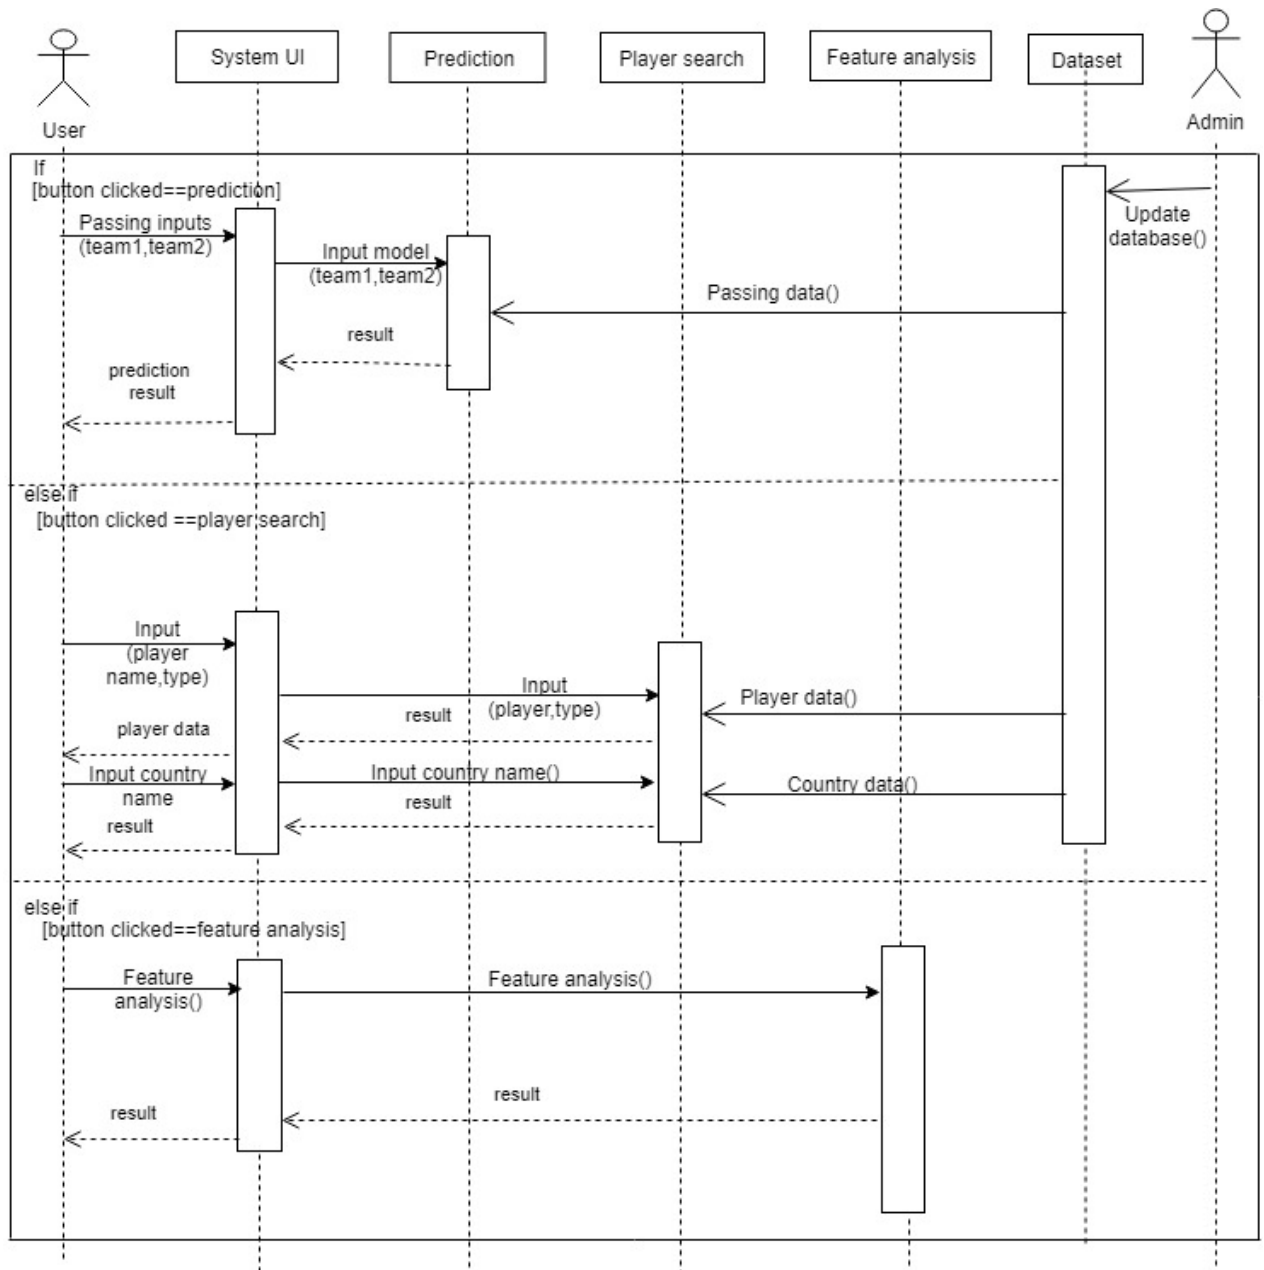 System UI
Prediction
Player search
Feature analysis
Dataset
User
Admin
If
[button clicked==prediction]
Passing inputs
(team1,team2)
Update
database()
Input model
(team1,team2)
Passing data()
result
prediction
result
else if
[button clicked ==player search]
Input
(player
name,type)
Input
(player,type)
Player data()
result
player data
Input country
name
Input country name()
Country data()
result
result
else if
[button clicked==feature analysis]
Feature
analysis()
Feature analysis()
result
result